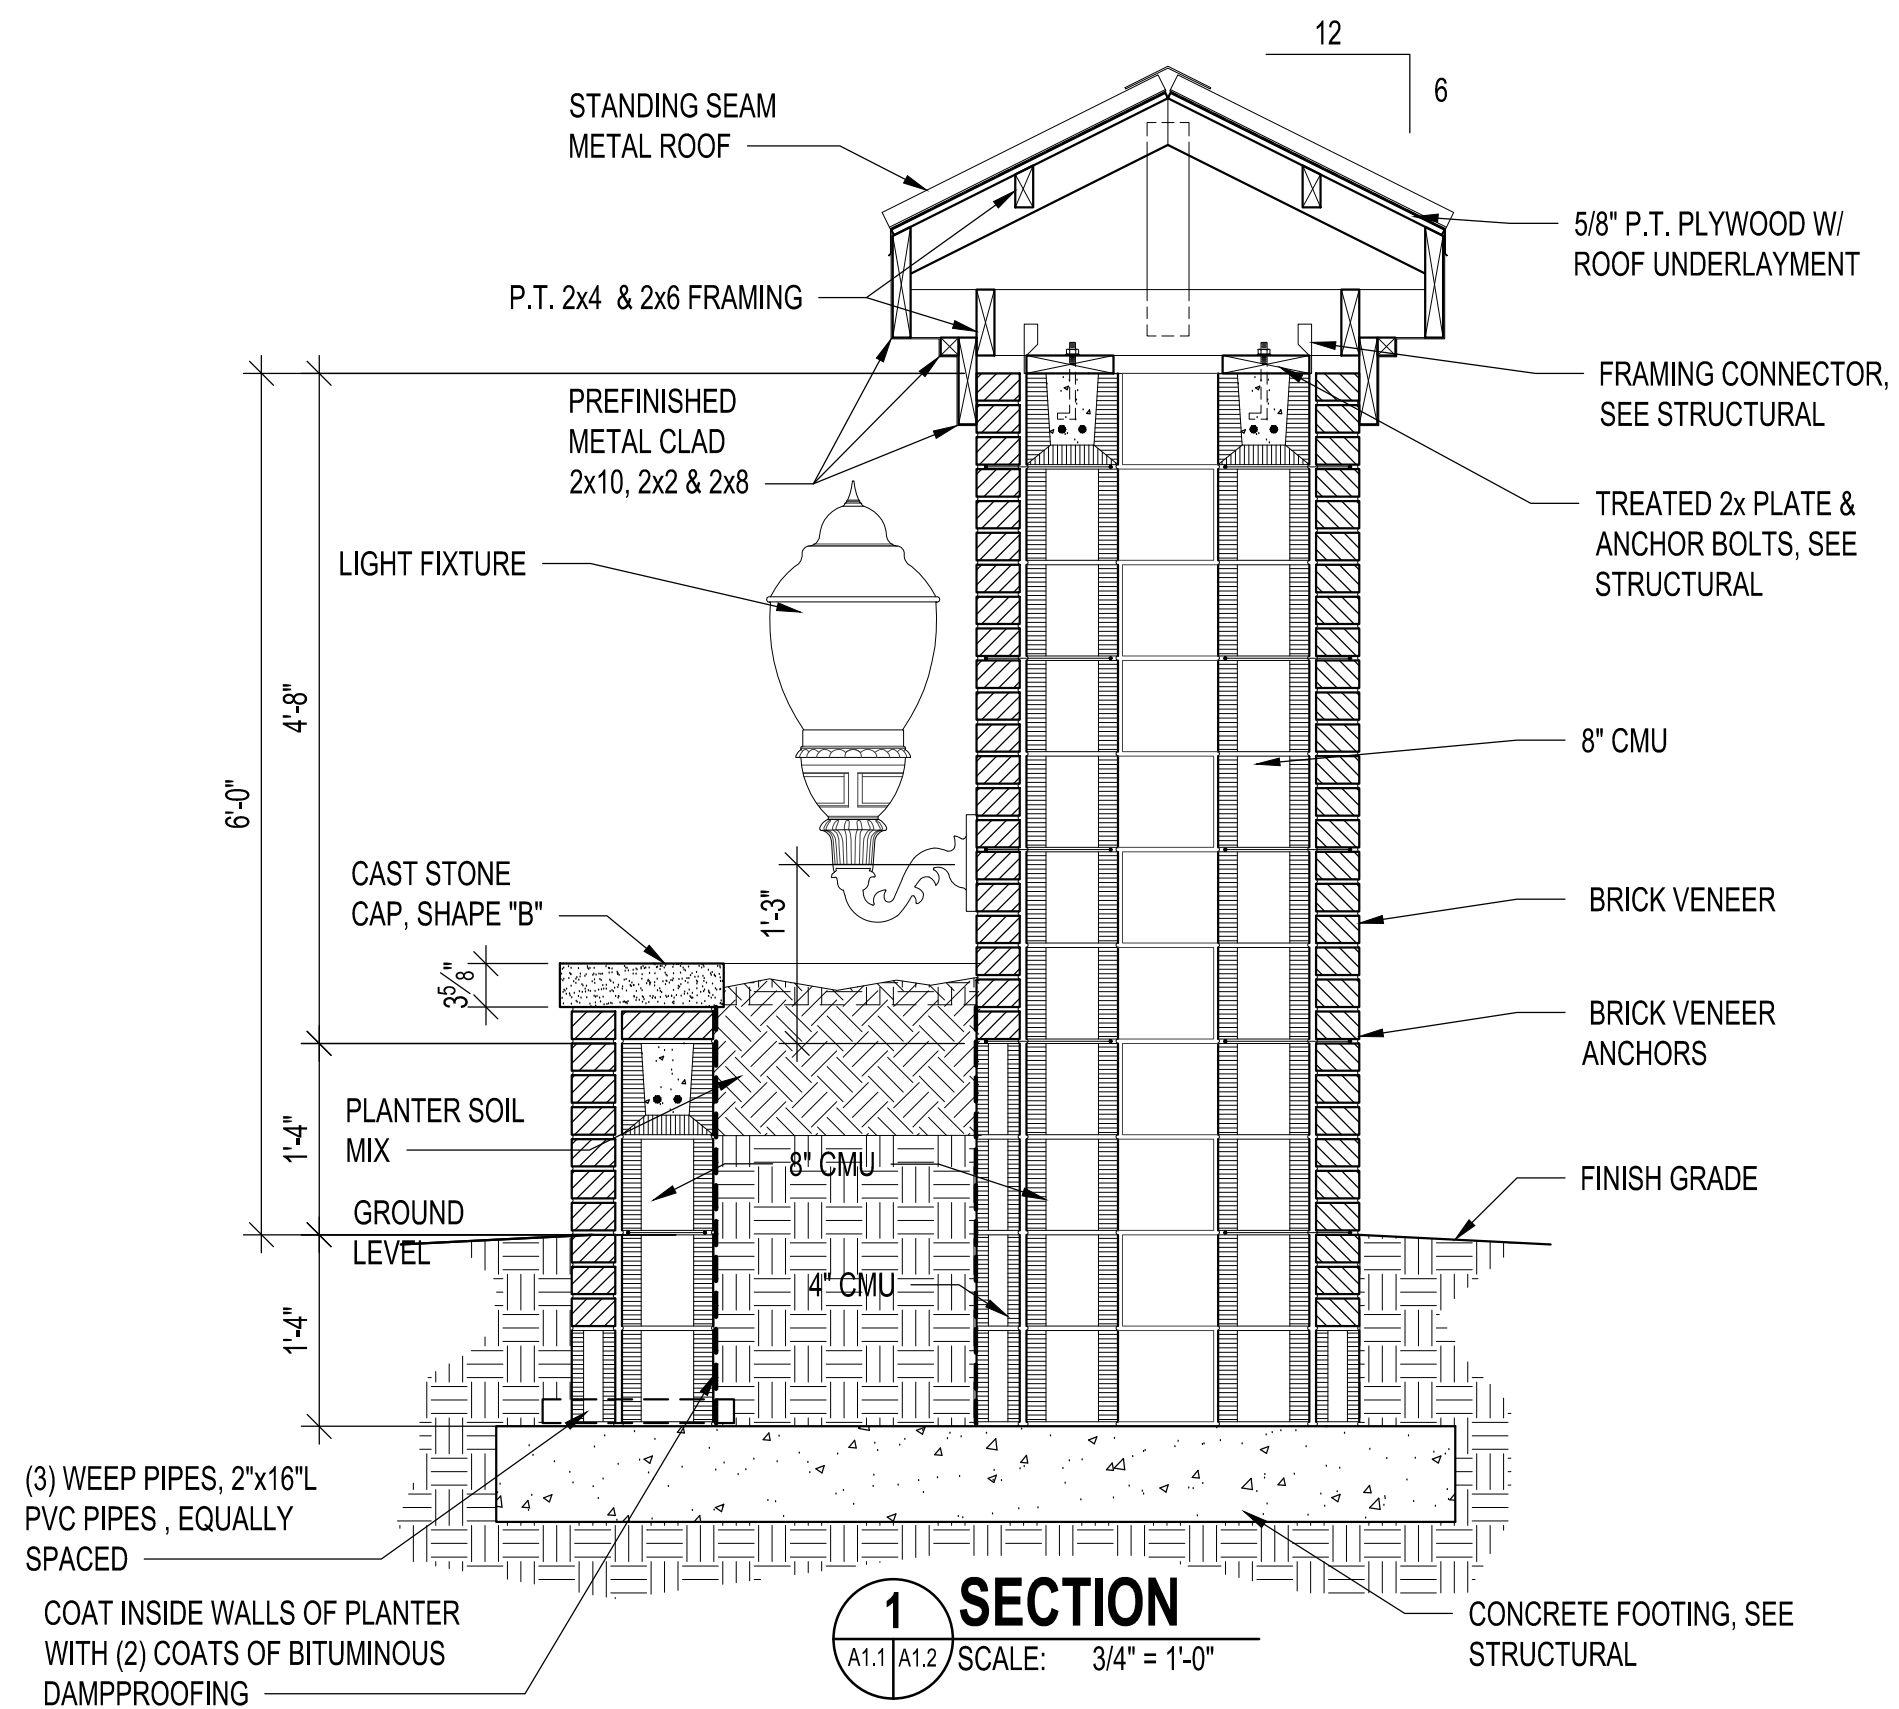 12
6
STANDING SEAM
METAL ROOF
5/8" P.T. PLYWOOD W/
ROOF UNDERLAYMENT
P.T. 2x4 & 2x6 FRAMING
FRAMING CONNECTOR,
SEE STRUCTURAL
PREFINISHED
METAL CLAD
2x10, 2x2 & 2x8
TREATED 2x PLATE &
ANCHOR BOLTS, SEE
STRUCTURAL
LIGHT FIXTURE
4'-8"
6'-0"
8" CMU
CAST STONE
CAP, SHAPE "B"
1'-3"
BRICK VENEER
3 5/8"
BRICK VENEER
ANCHORS
PLANTER SOIL
MIX
1'-4"
8" CMU
FINISH GRADE
GROUND
LEVEL
4" CMU
1'-4"
(3) WEEP PIPES, 2"x16"L
PVC PIPES , EQUALLY
SPACED
COAT INSIDE WALLS OF PLANTER
WITH (2) COATS OF BITUMINOUS
DAMPPROOFING
CONCRETE FOOTING, SEE
STRUCTURAL
1
A1.1 A1.2
SECTION
SCALE: 3/4" = 1'-0"